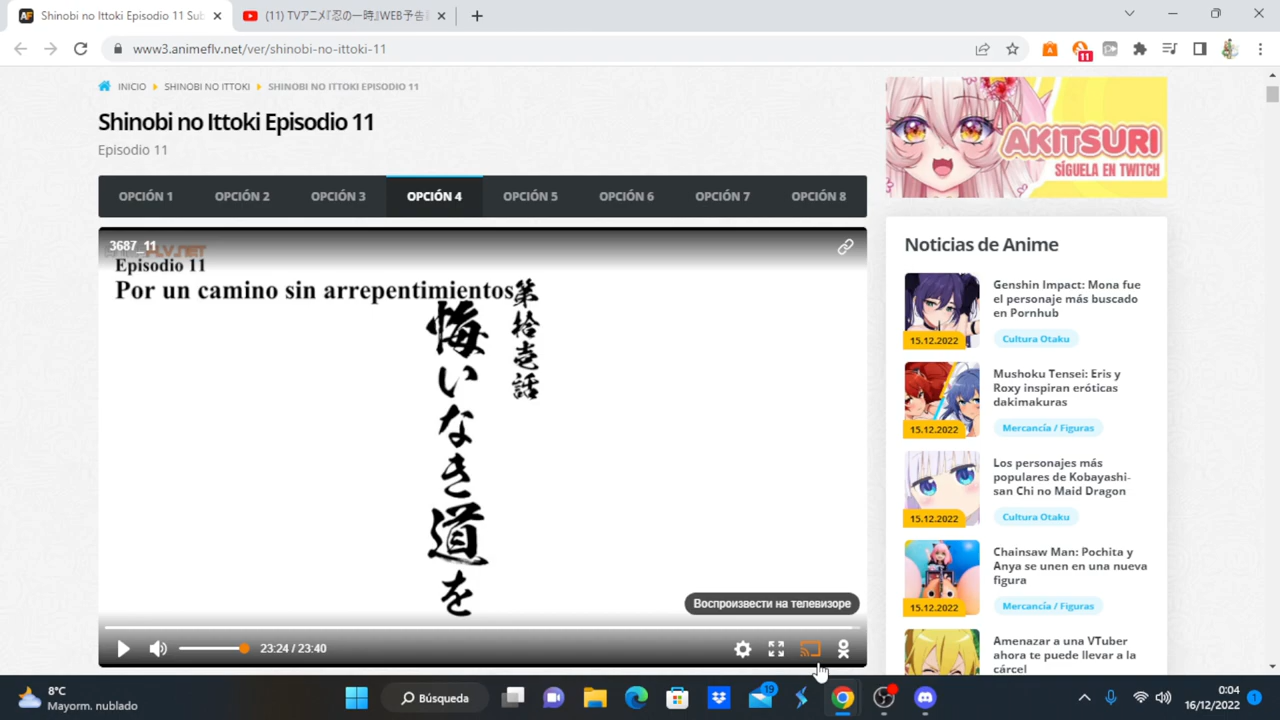 Shinobi no Ittoki Episodio 11 Sub
(11) TVアニメ『忍の一時』WEB予告
www3.animeflv.net/ver/shinobi-no-ittoki-11
11
INICIO
SHINOBI NO ITTOKI
SHINOBI NO ITTOKI EPISODIO 11
Shinobi no Ittoki Episodio 11
Episodio 11
OPCIÓN 1
OPCIÓN 2
OPCIÓN 3
OPCIÓN 4
OPCIÓN 5
OPCIÓN 6
OPCIÓN 7
OPCIÓN 8
3687_11
Episodio 11
Por un camino sin arrepentimientos
第拾壱話
悔いなき道を
Воспроизвести на телевизоре
23:24 / 23:40
AKITSURI
SÍGUELA EN TWITCH
Noticias de Anime
Genshin Impact: Mona fue
el personaje más buscado
en Pornhub
15.12.2022
Cultura Otaku
Mushoku Tensei: Eris y
Roxy inspiran eróticas
dakimakuras
15.12.2022
Mercancía / Figuras
Los personajes más
populares de Kobayashi-
san Chi no Maid Dragon
15.12.2022
Cultura Otaku
Chainsaw Man: Pochita y
Anya se unen en una nueva
figura
15.12.2022
Mercancía / Figuras
Amenazar a una VTuber
ahora te puede llevar a la
cárcel
8°C
Mayorm. nublado
Búsqueda
19
0:04
16/12/2022
1